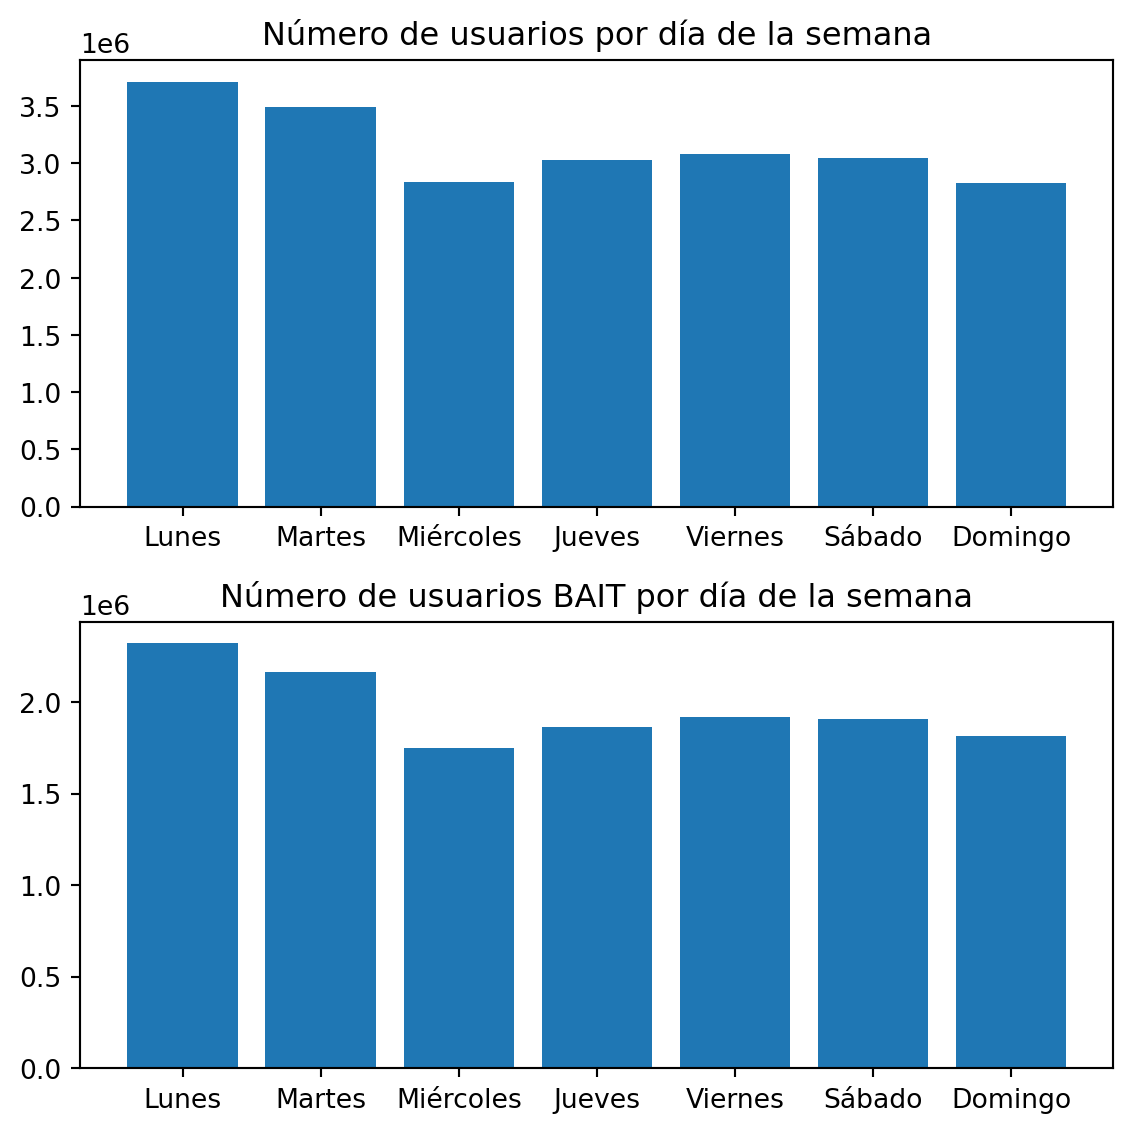 Número de usuarios por día de la semana
1e6
3.5
3.0
2.5
2.0
1.5
1.0
0.5
0.0
Lunes Martes Miércoles Jueves Viernes Sábado Domingo
Número de usuarios BAIT por día de la semana
1e6
2.0
1.5
1.0
0.5
0.0
Lunes Martes Miércoles Jueves Viernes Sábado Domingo